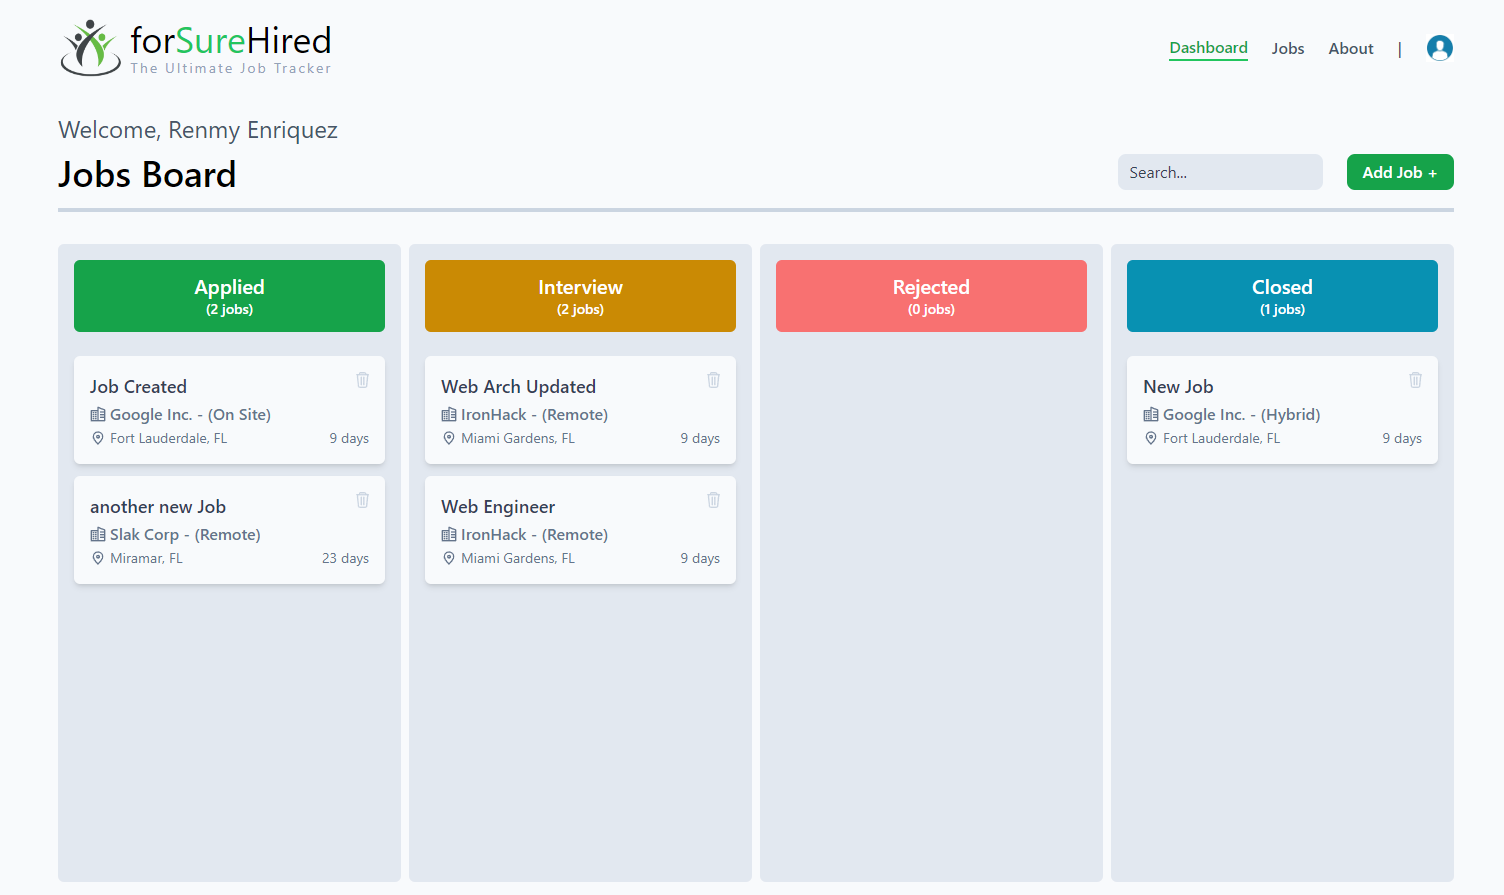 forSureHired
The Ultimate Job Tracker
Dashboard
Jobs
About
|
Welcome, Renmy Enriquez
Jobs Board
Search...
Add Job +
Applied
(2 jobs)
Job Created
Google Inc. - (On Site)
Fort Lauderdale, FL
9 days
another new Job
Slak Corp - (Remote)
Miramar, FL
23 days
Interview
(2 jobs)
Web Arch Updated
IronHack - (Remote)
Miami Gardens, FL
9 days
Web Engineer
IronHack - (Remote)
Miami Gardens, FL
9 days
Rejected
(0 jobs)
Closed
(1 jobs)
New Job
Google Inc. - (Hybrid)
Fort Lauderdale, FL
9 days